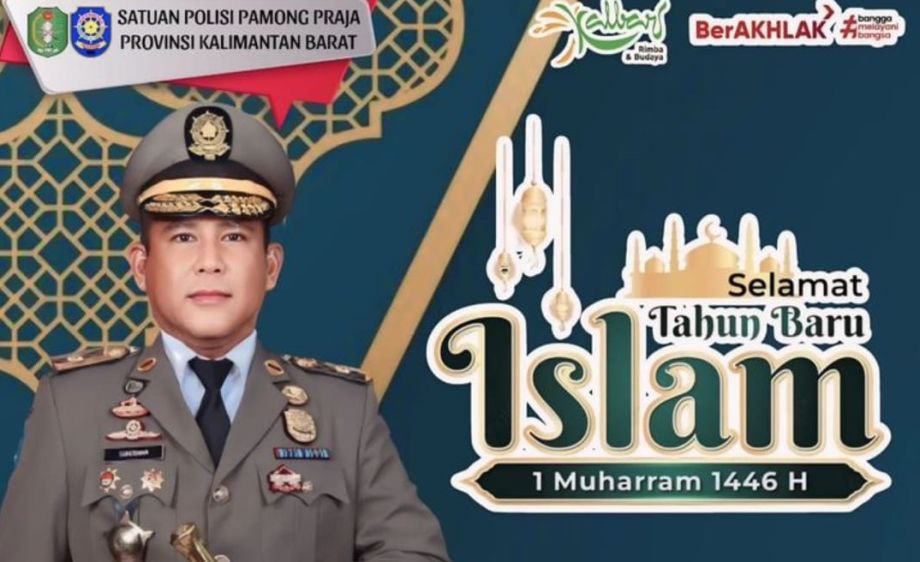 SATUAN POLISI PAMONG PRAJA
PROVINSI KALIMANTAN BARAT
Kalbar
Rimba
& Budaya
BerAKHLAK
#bangga
melayani
bangsa
Selamat
Tahun Baru
Islam
1 Muharram 1446 H